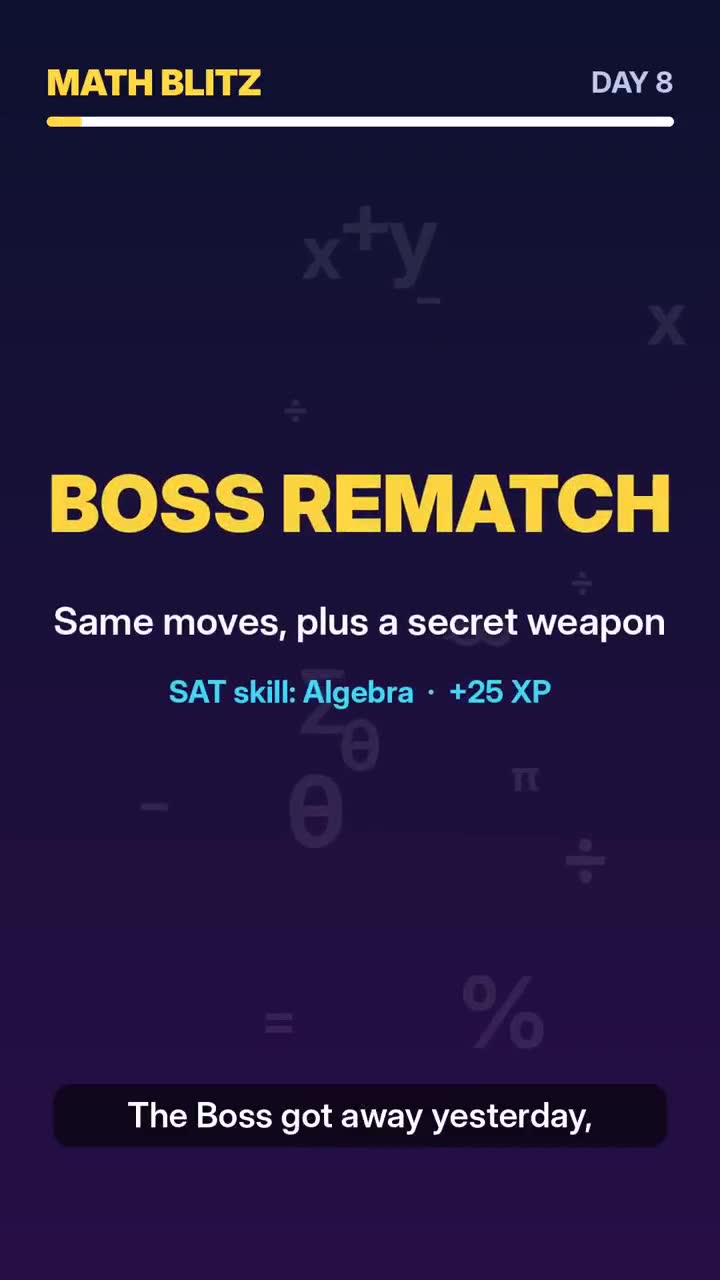 MATH BLITZ
DAY 8
x+y
−
x
÷
BOSS REMATCH
÷
Same moves, plus a secret weapon
∞
SAT skill: Algebra · +25 XP
Σ
θ
π
−
θ
÷
%
=
The Boss got away yesterday,